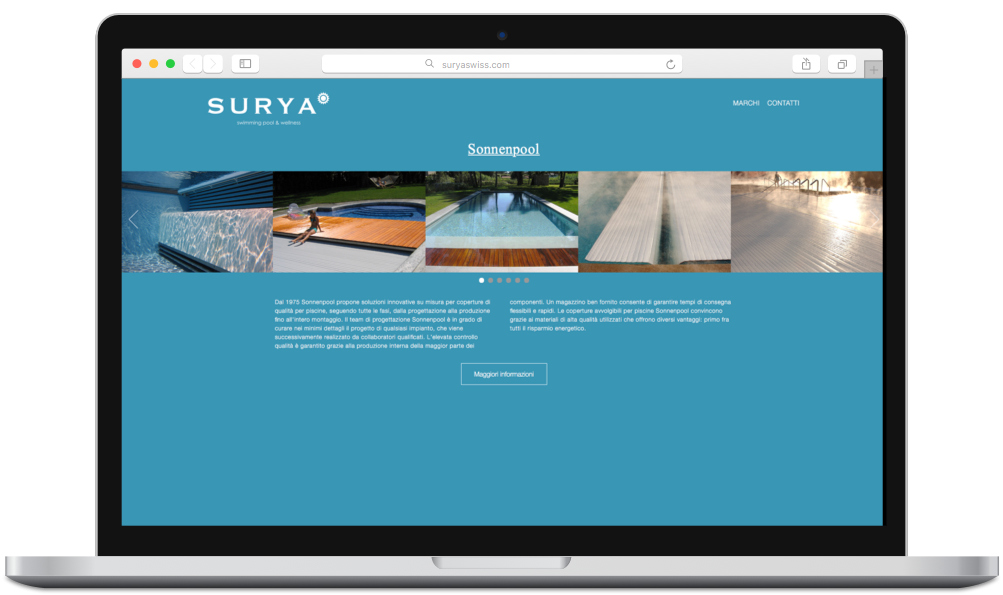 suryaswiss.com
SURYA
swimming pool & wellness
MARCHI CONTATTI
Sonnenpool
Dal 1975 Sonnenpool propone soluzioni innovative su misura per coperture di
qualità per piscine, seguendo tutte le fasi, dalla progettazione alla produzione
fino all'intero montaggio. Il team di progettazione Sonnenpool è in grado di
curare nei minimi dettagli il progetto di qualsiasi impianto, che viene
successivamente realizzato da collaboratori qualificati. L'elevata controllo
qualità è garantito grazie alla produzione interna della maggior parte dei
componenti. Un magazzino ben fornito consente di garantire tempi di consegna
flessibili e rapidi. Le coperture avvolgibili per piscine Sonnenpool convincono
grazie ai materiali di alta qualità utilizzati che offrono diversi vantaggi: primo fra
tutti il risparmio energetico.
Maggiori informazioni